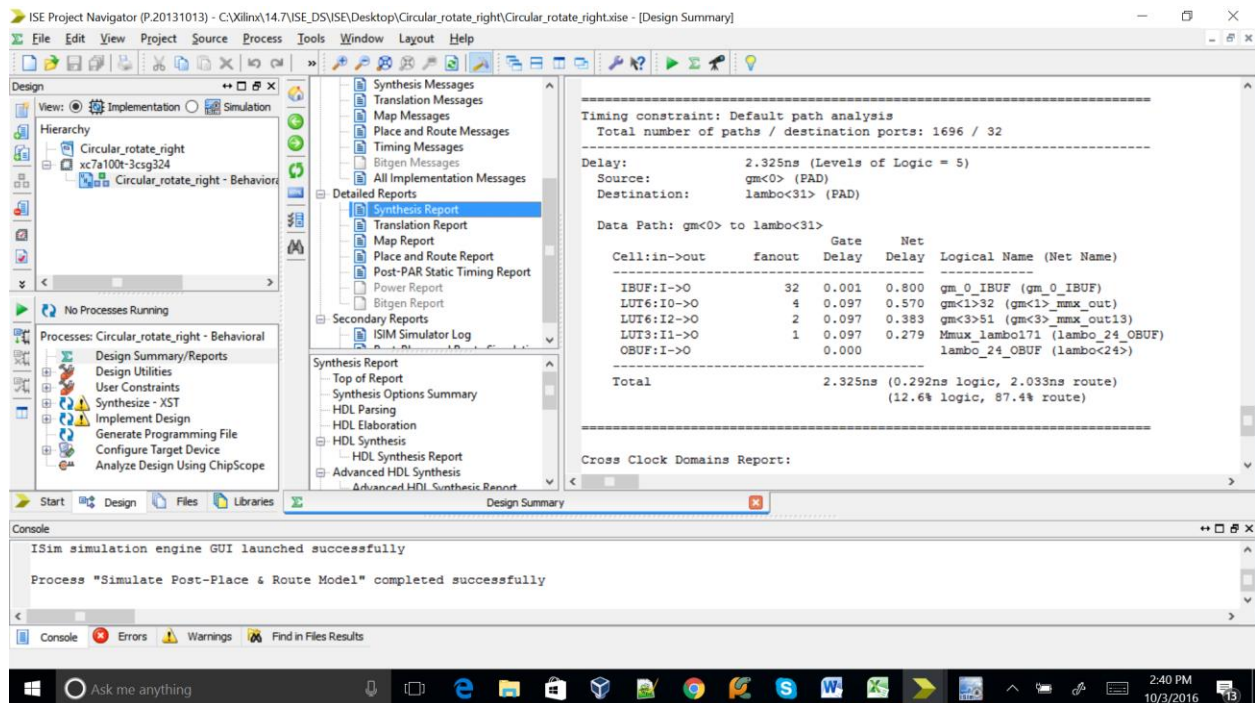 ISE Project Navigator (P.20131013) - C:\Xilinx\14.7\ISE_DS\ISE\Desktop\Circular_rotate_right\Circular_rotate_right.xise - [Design Summary]
File Edit View Project Source Process Tools Window Layout Help
Design
View: Implementation Simulation
Hierarchy
Circular_rotate_right
xc7a100t-3csg324
Circular_rotate_right - Behaviora
No Processes Running
Processes: Circular_rotate_right - Behavioral
Design Summary/Reports
Design Utilities
User Constraints
Synthesize - XST
Implement Design
Generate Programming File
Configure Target Device
Analyze Design Using ChipScope
Start Design Files Libraries
Synthesis Messages
Translation Messages
Map Messages
Place and Route Messages
Timing Messages
Bitgen Messages
All Implementation Messages
Detailed Reports
Synthesis Report
Translation Report
Map Report
Place and Route Report
Post-PAR Static Timing Report
Power Report
Bitgen Report
Secondary Reports
ISIM Simulator Log
Synthesis Report
Top of Report
Synthesis Options Summary
HDL Parsing
HDL Elaboration
HDL Synthesis
HDL Synthesis Report
Advanced HDL Synthesis
Advanced HDL Synthesis Report
Design Summary
Timing constraint: Default path analysis
Total number of paths / destination ports: 1696 / 32
Delay: 2.325ns (Levels of Logic = 5)
Source: gm<0> (PAD)
Destination: lambo<31> (PAD)
Data Path: gm<0> to lambo<31>
Gate Net
Cell:in->out fanout Delay Delay Logical Name (Net Name)
IBUF:I->O 32 0.001 0.800 gm_0_IBUF (gm_0_IBUF)
LUT6:I0->O 4 0.097 0.570 gm<1>32 (gm<1>_mmx_out)
LUT6:I2->O 2 0.097 0.383 gm<3>51 (gm<3>_mmx_out13)
LUT3:I1->O 1 0.097 0.279 Mmux_lambo171 (lambo_24_OBUF)
OBUF:I->O 0.000 lambo_24_OBUF (lambo<24>)
Total 2.325ns (0.292ns logic, 2.033ns route)
(12.6% logic, 87.4% route)
Cross Clock Domains Report:
Console
ISim simulation engine GUI launched successfully
Process "Simulate Post-Place & Route Model" completed successfully
Console Errors Warnings Find in Files Results
Ask me anything
2:40 PM
10/3/2016
13